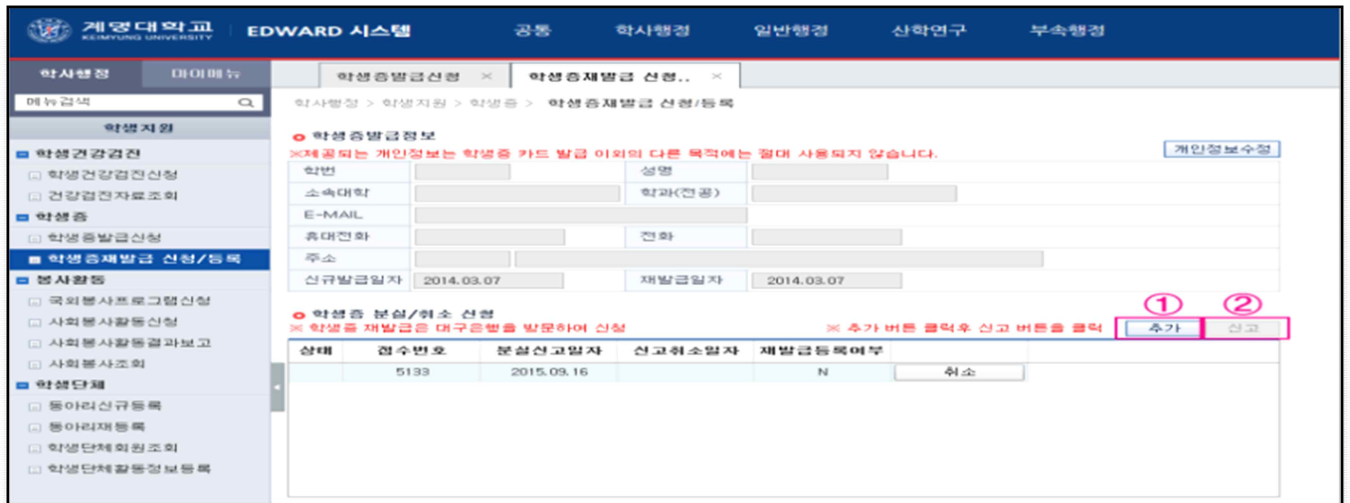 계명대학교 KEIMYUNG UNIVERSITY EDWARD 시스템 공통 학사행정 일반행정 산학연구 부속행정
학사행정 마이메뉴 학생증발급신청 × 학생증재발급 신청.. ×
메뉴검색 학사행정 > 학생지원 > 학생증 > 학생증재발급 신청/등록
학생지원
학생증발급정보
학생건강검진
※제공되는 개인정보는 학생증 카드 발급 이외의 다른 목적에는 절대 사용되지 않습니다. 개인정보수정
학생건강검진신청
학번 성명
건강검진자료조회
소속대학 학과(전공)
학생증
E-MAIL
학생증발급신청
휴대전화 전화
학생증재발급 신청/등록
주소
봉사활동
신규발급일자 2014.03.07 재발급일자 2014.03.07
국외봉사프로그램신청
학생증 분실/취소 신청 ① ②
사회봉사활동신청
※ 학생증 재발급은 대구은행을 방문하여 신청 ※ 추가 버튼 클릭후 신고 버튼을 클릭 추가 신고
사회봉사활동결과보고
상태 접수번호 분실신고일자 신고취소일자 재발급등록여부
사회봉사조회
5133 2015.09.16 N 취소
학생단체
동아리신규등록
동아리재등록
학생단체회원조회
학생단체활동정보등록